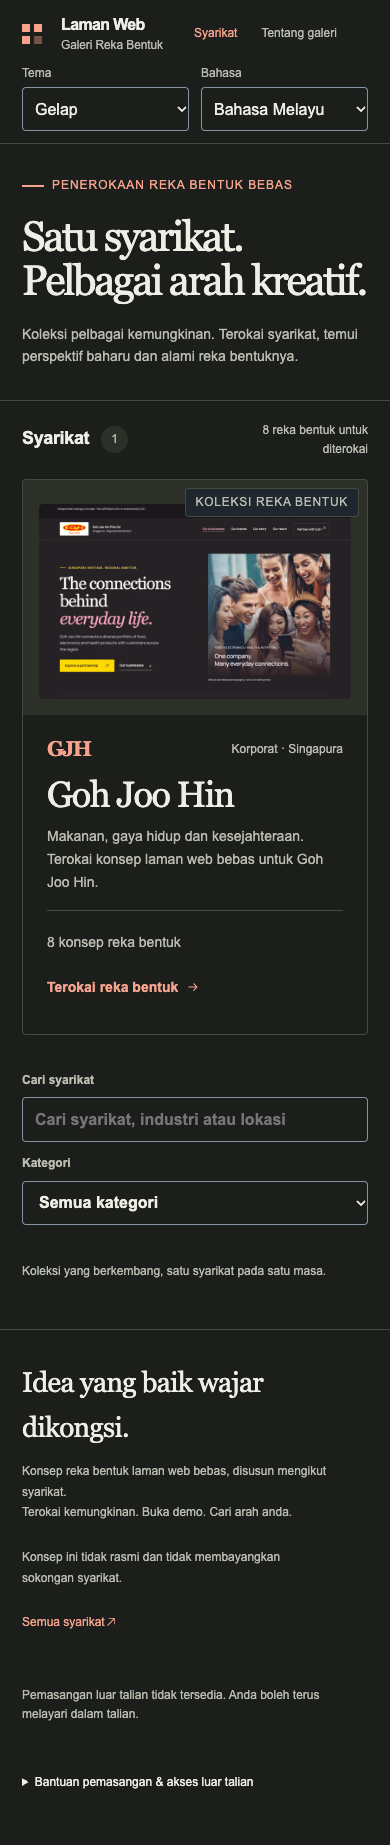 Laman Web
Galeri Reka Bentuk
Syarikat
Tentang galeri
Tema
Bahasa
Gelap
Bahasa Melayu
PENEROKAAN REKA BENTUK BEBAS
Satu syarikat.
Pelbagai arah kreatif.
Koleksi pelbagai kemungkinan. Terokai syarikat, temui
perspektif baharu dan alami reka bentuknya.
Syarikat 1
8 reka bentuk untuk
diterokai
KOLEKSI REKA BENTUK
The connections
behind
everyday life.
One company.
Many everyday connections.
GJH
Korporat · Singapura
Goh Joo Hin
Makanan, gaya hidup dan kesejahteraan.
Terokai konsep laman web bebas untuk Goh
Joo Hin.
8 konsep reka bentuk
Terokai reka bentuk →
Cari syarikat
Cari syarikat, industri atau lokasi
Kategori
Semua kategori
Koleksi yang berkembang, satu syarikat pada satu masa.
Idea yang baik wajar
dikongsi.
Konsep reka bentuk laman web bebas, disusun mengikut
syarikat.
Terokai kemungkinan. Buka demo. Cari arah anda.
Konsep ini tidak rasmi dan tidak membayangkan
sokongan syarikat.
Semua syarikat↗
Pemasangan luar talian tidak tersedia. Anda boleh terus
melayari dalam talian.
▶ Bantuan pemasangan & akses luar talian